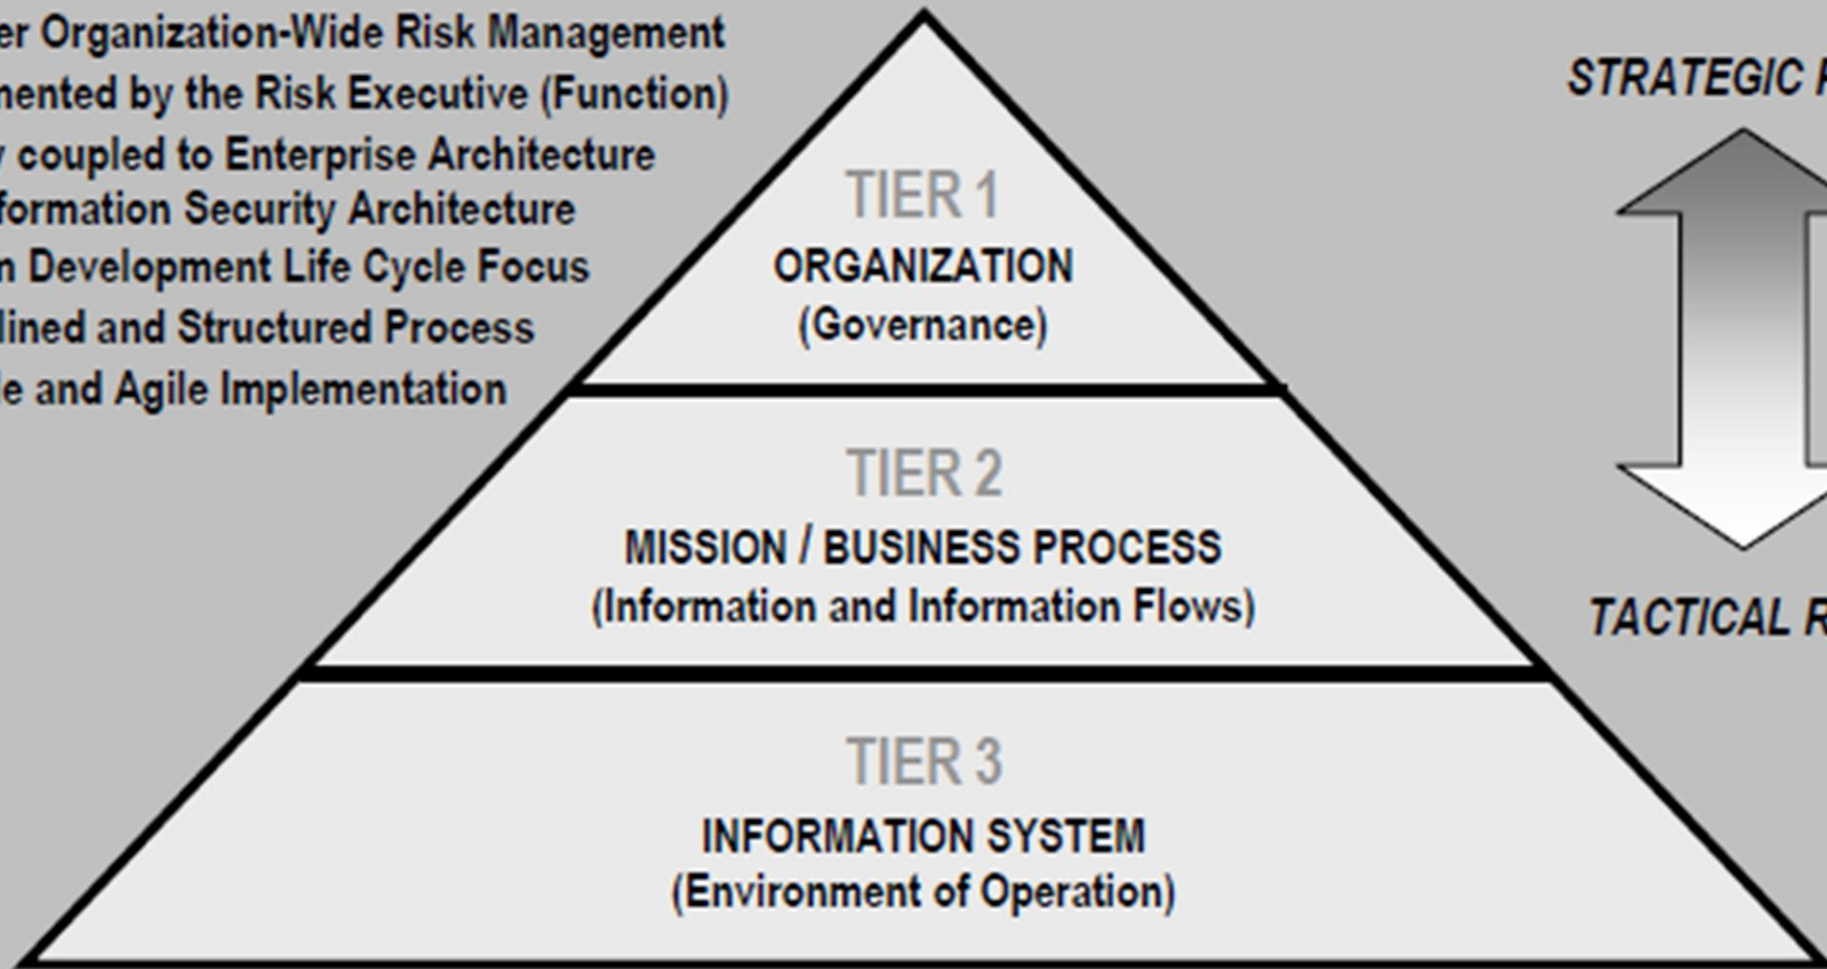 er Organization-Wide Risk Management
mented by the Risk Executive (Function)
y coupled to Enterprise Architecture
formation Security Architecture
m Development Life Cycle Focus
lined and Structured Process
le and Agile Implementation
TIER 1
ORGANIZATION
(Governance)
TIER 2
MISSION / BUSINESS PROCESS
(Information and Information Flows)
TIER 3
INFORMATION SYSTEM
(Environment of Operation)
STRATEGIC
TACTICAL R